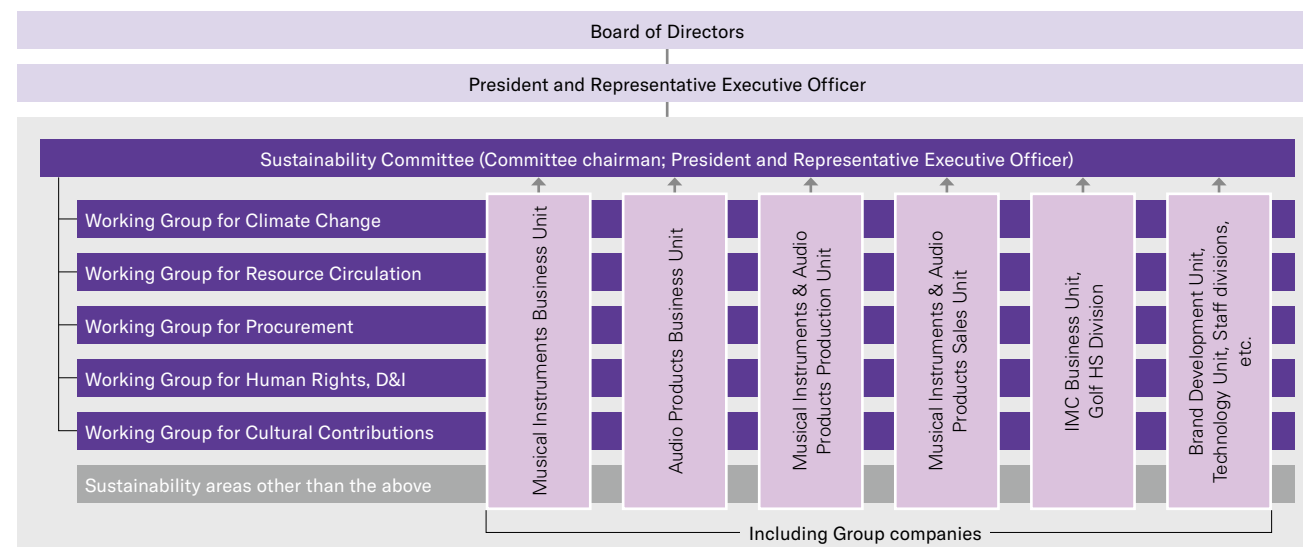 Board of Directors
President and Representative Executive Officer
Sustainability Committee (Committee chairman; President and Representative Executive Officer)
Working Group for Climate Change
Working Group for Resource Circulation
Working Group for Procurement
Working Group for Human Rights, D&I
Working Group for Cultural Contributions
Sustainability areas other than the above
Musical Instruments Business Unit
Audio Products Business Unit
Musical Instruments & Audio
Products Production Unit
Musical Instruments & Audio
Products Sales Unit
IMC Business Unit,
Golf HS Division
Brand Development Unit,
Technology Unit, Staff divisions,
etc.
Including Group companies